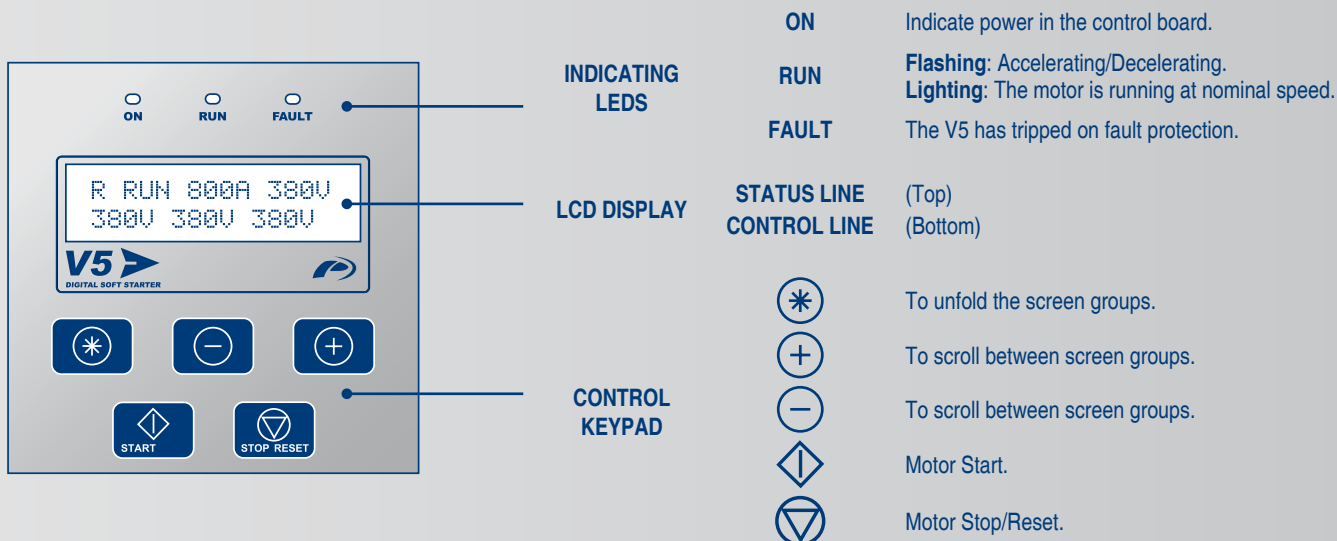 ON RUN FAULT
R RUN 800A 380V
380V 380V 380V
V5
DIGITAL SOFT STARTER
START
STOP RESET
INDICATING
LEDS
ON Indicate power in the control board.
RUN Flashing: Accelerating/Decelerating.
Lighting: The motor is running at nominal speed.
FAULT The V5 has tripped on fault protection.
LCD DISPLAY
STATUS LINE (Top)
CONTROL LINE (Bottom)
CONTROL
KEYPAD
To unfold the screen groups.
To scroll between screen groups.
To scroll between screen groups.
Motor Start.
Motor Stop/Reset.